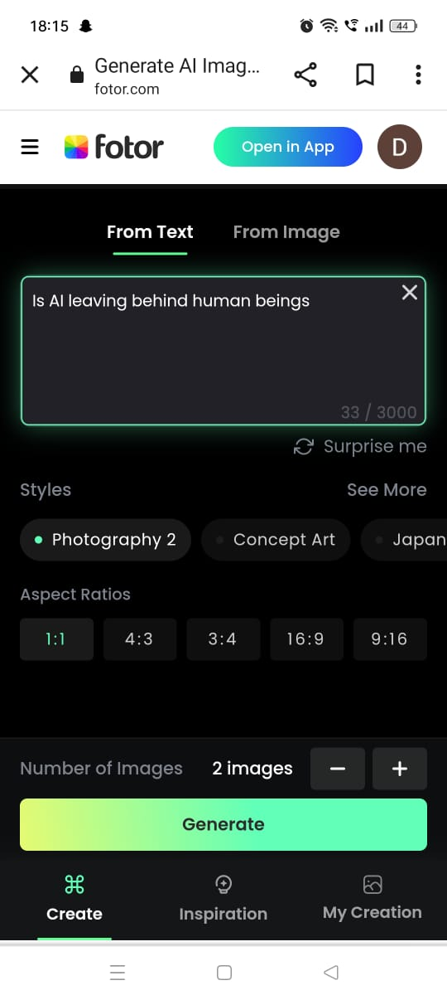 18:15
44
Generate AI Imag...
fotor.com
fotor
Open in App
D
From Text
From Image
Is AI leaving behind human beings
33 / 3000
Surprise me
Styles
See More
Photography 2
Concept Art
Japan
Aspect Ratios
1:1
4:3
3:4
16:9
9:16
Number of Images
2 images
Generate
Create
Inspiration
My Creation